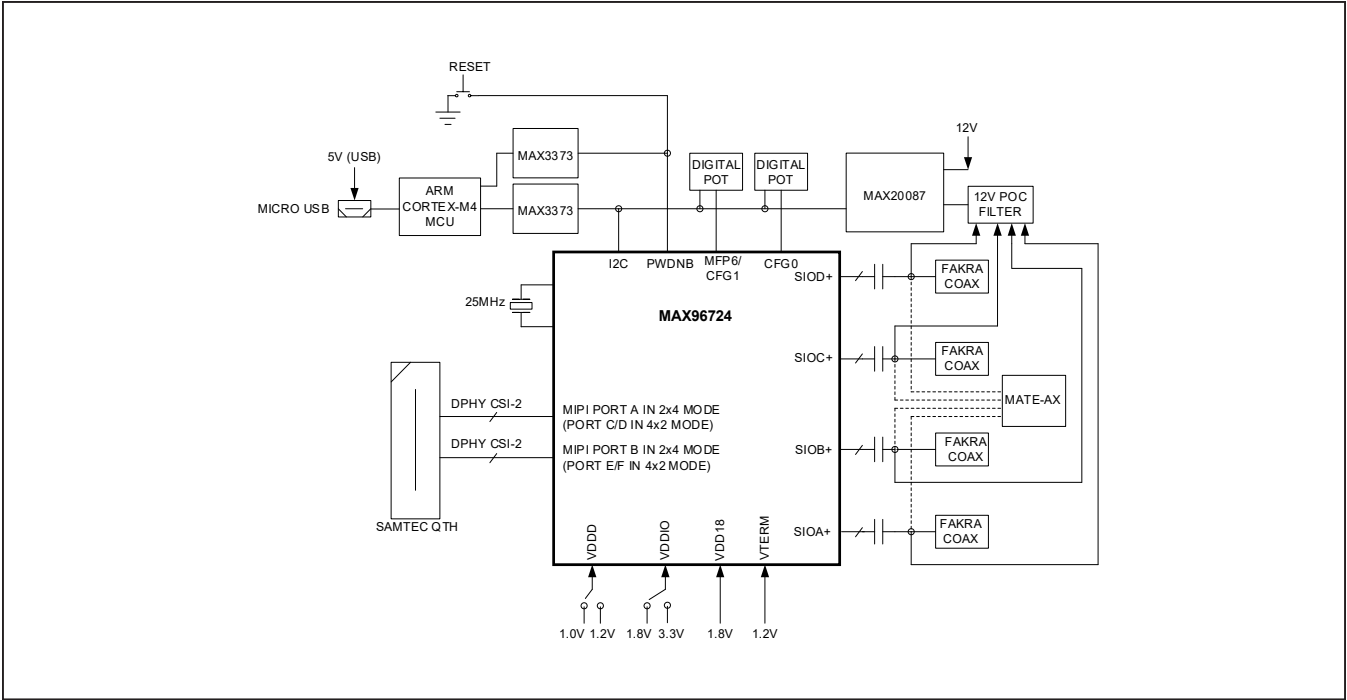 RESET
12V
5V (USB)
MAX3373
DIGITAL
POT
DIGITAL
POT
MAX20087
ARM
CORTEX-M4
MCU
MICRO USB
MAX3373
12V POC
FILTER
I2C
PWDNB
MFP6/
CFG1
CFG0
SIOD+
FAKRA
COAX
25MHz
MAX96724
SIOC+
FAKRA
COAX
MATE-AX
DPHY CSI-2
MIPI PORT A IN 2x4 MODE
(PORT C/D IN 4x2 MODE)
DPHY CSI-2
MIPI PORT B IN 2x4 MODE
(PORT E/F IN 4x2 MODE)
SIOB+
FAKRA
COAX
SAMTEC QTH
SIOA+
FAKRA
COAX
VDDD
VDDIO
VDD18
VTERM
1.0V 1.2V
1.8V 3.3V
1.8V
1.2V